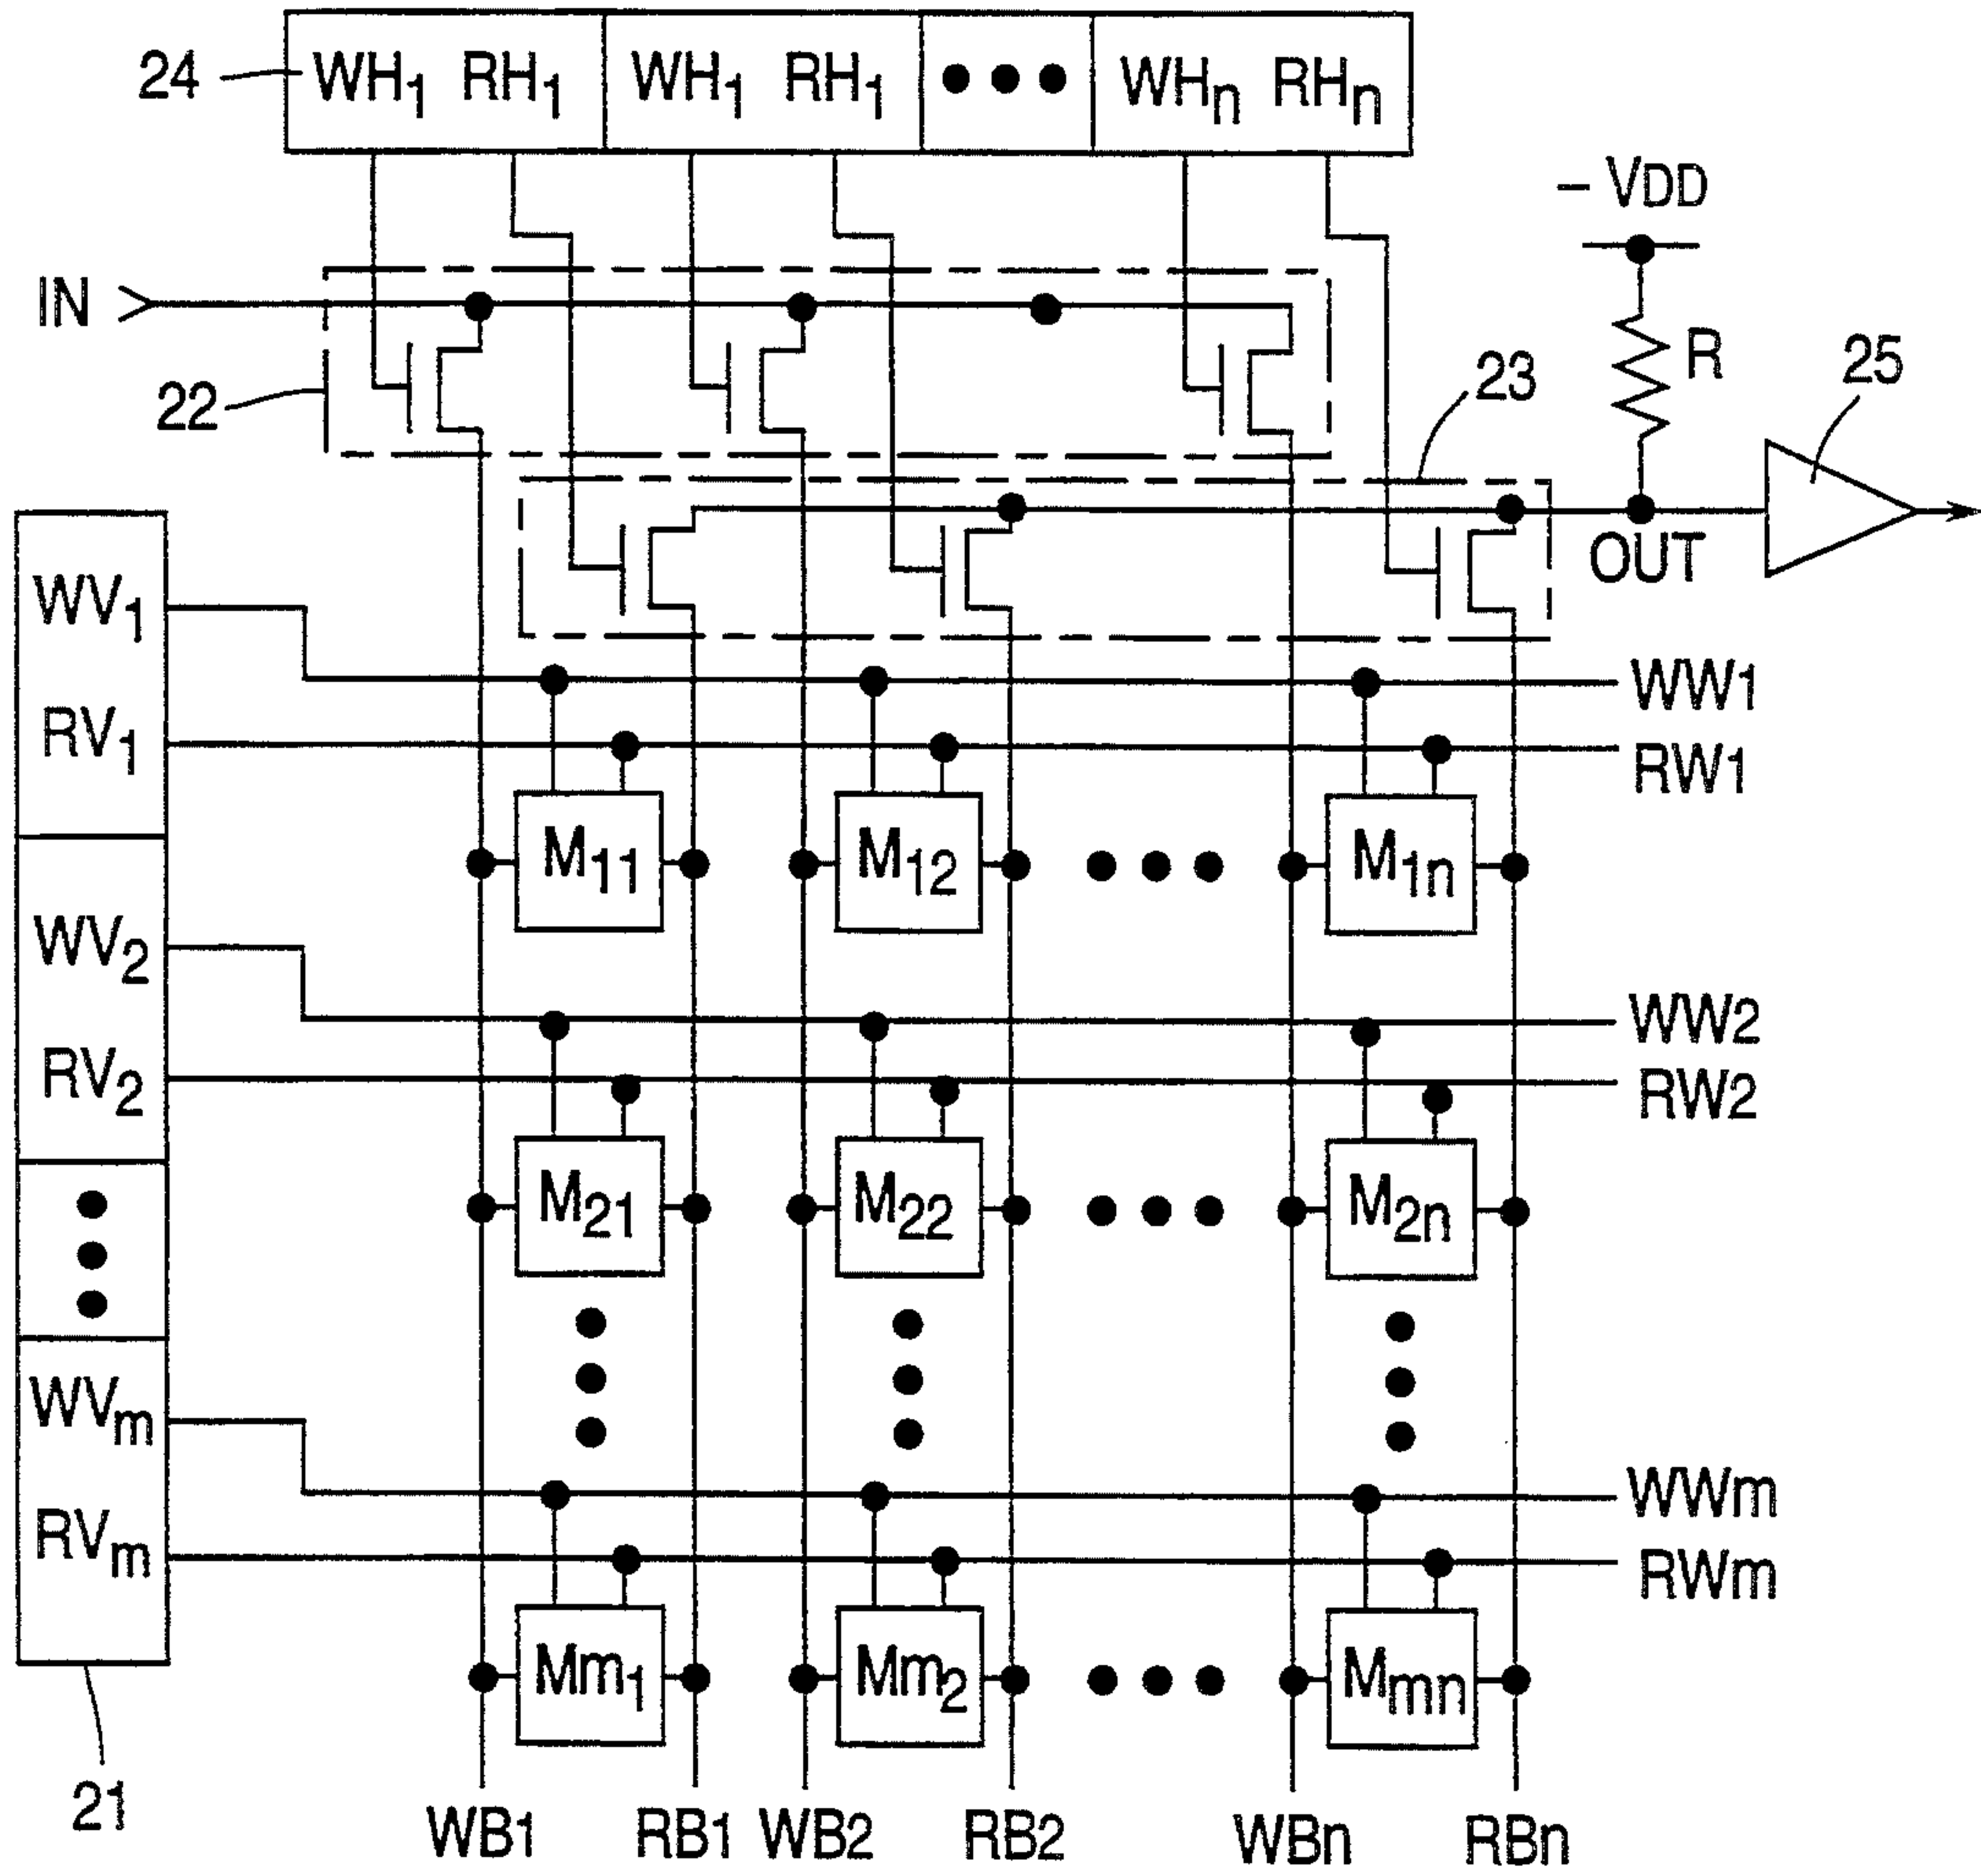 24
WH1 RH1 WH1 RH1 ••• WHn RHn
– VDD
IN
R
25
22
23
OUT
WV1
RV1
WW1
RW1
M11 M12 ••• M1n
WV2
RV2
WW2
RW2
M21 M22 ••• M2n
WVm
RVm
WWm
RWm
Mm1 Mm2 ••• Mmn
21
WB1 RB1 WB2 RB2 WBn RBn